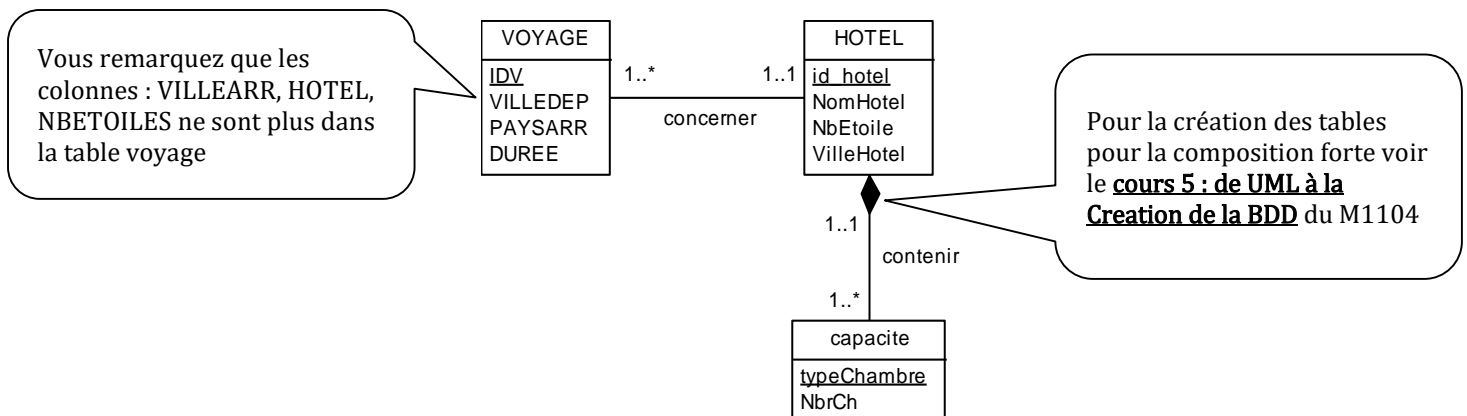 Vous remarquez que les
colonnes : VILLEARR, HOTEL,
NBETOILES ne sont plus dans
la table voyage
VOYAGE
IDV
VILLEDEP
PAYSARR
DUREE
1..*
1..1
concerner
HOTEL
id_hotel
NomHotel
NbEtoile
VilleHotel
Pour la création des tables
pour la composition forte voir
le cours 5 : de UML à la
Creation de la BDD du M1104
1..1
contenir
1..*
capacite
typeChambre
NbrCh